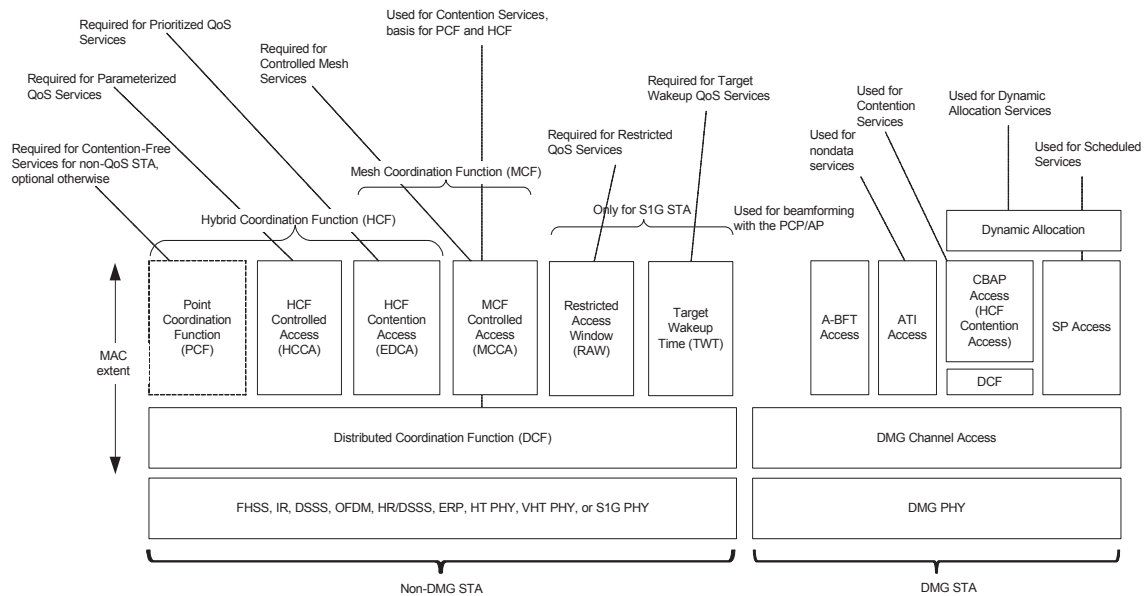 Required for Prioritized QoS
Services
Used for Contention Services,
basis for PCF and HCF
Required for
Controlled Mesh
Services
Required for Parameterized
QoS Services
Required for Target
Wakeup QoS Services
Used for
Contention
Services
Used for Dynamic
Allocation Services
Required for Contention-Free
Services for non-QoS STA,
optional otherwise
Required for Restricted
QoS Services
Used for
nondata
services
Used for Scheduled
Services
Mesh Coordination Function (MCF)
Hybrid Coordination Function (HCF)
Only for S1G STA
Used for beamforming
with the PCP/AP
Dynamic Allocation
MAC
extent
Point
Coordination
Function
(PCF)
HCF
Controlled
Access
(HCCA)
HCF
Contention
Access
(EDCA)
MCF
Controlled
Access
(MCCA)
Restricted
Access
Window
(RAW)
Target
Wakeup
Time (TWT)
A-BFT
Access
ATI
Access
CBAP
Access
(HCF
Contention
Access)
DCF
SP Access
Distributed Coordination Function (DCF)
DMG Channel Access
FHSS, IR, DSSS, OFDM, HR/DSSS, ERP, HT PHY, VHT PHY, or S1G PHY
DMG PHY
Non-DMG STA
DMG STA